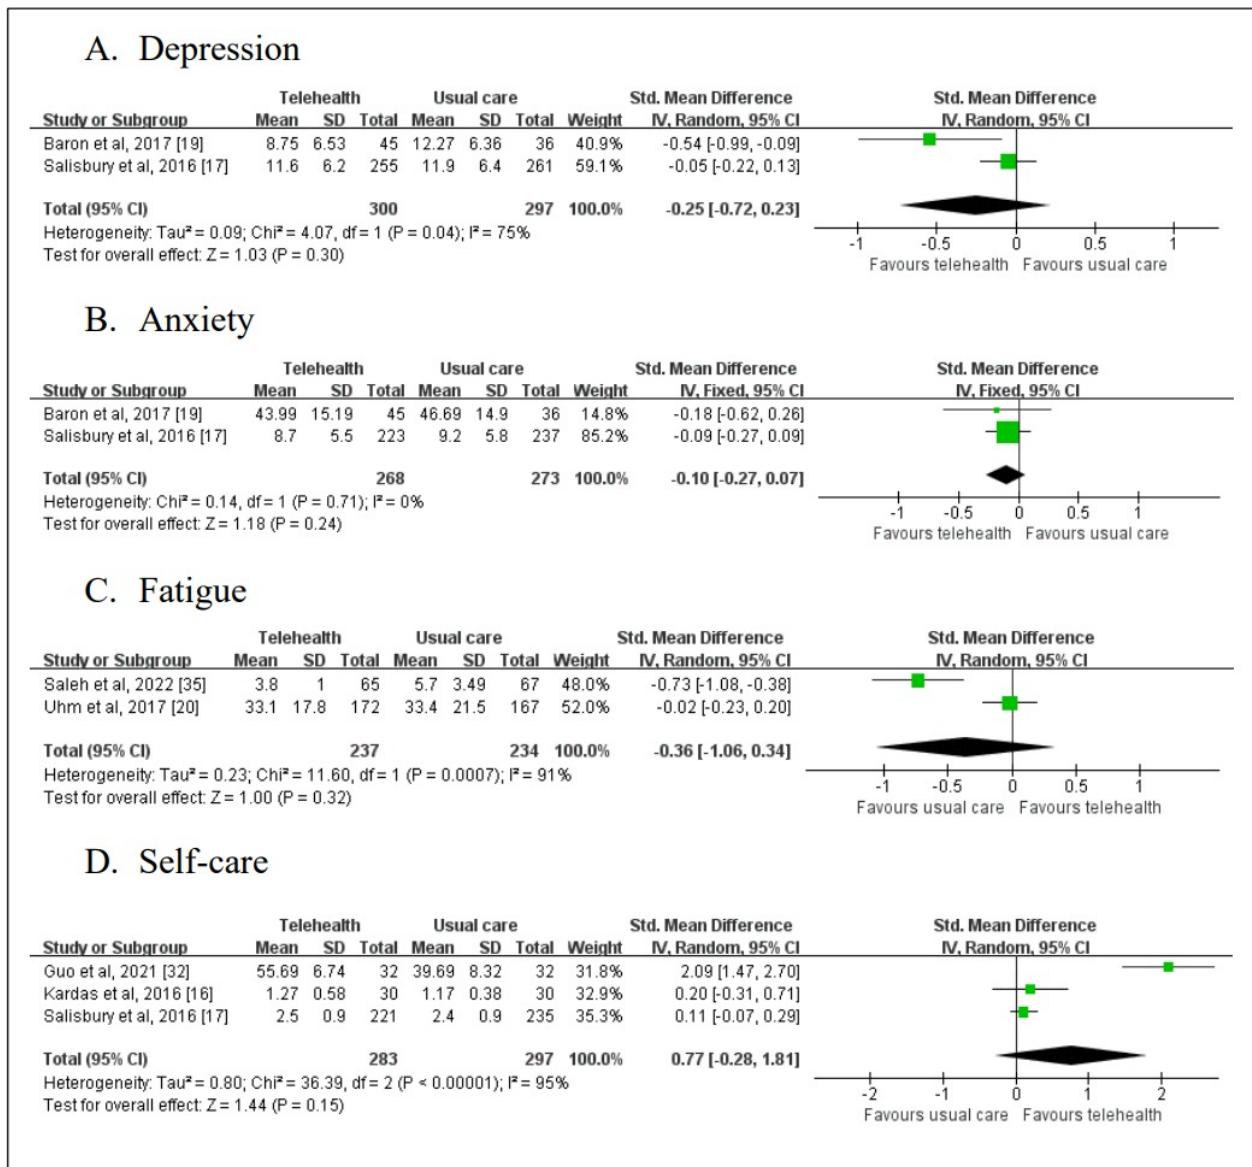 A. Depression
Telehealth Usual care Std. Mean Difference Std. Mean Difference
Study or Subgroup Mean SD Total Mean SD Total Weight IV, Random, 95% CI IV, Random, 95% CI
Baron et al, 2017 [19] 8.75 6.53 45 12.27 6.36 36 40.9% -0.54 [-0.99, -0.09]
Salisbury et al, 2016 [17] 11.6 6.2 255 11.9 6.4 261 59.1% -0.05 [-0.22, 0.13]
Total (95% CI) 300 297 100.0% -0.25 [-0.72, 0.23]
Heterogeneity: Tau² = 0.09; Chi² = 4.07, df = 1 (P = 0.04); I² = 75%
Test for overall effect: Z = 1.03 (P = 0.30)
-1 -0.5 0 0.5 1
Favours telehealth Favours usual care
B. Anxiety
Telehealth Usual care Std. Mean Difference Std. Mean Difference
Study or Subgroup Mean SD Total Mean SD Total Weight IV, Fixed, 95% CI IV, Fixed, 95% CI
Baron et al, 2017 [19] 43.99 15.19 45 46.69 14.9 36 14.8% -0.18 [-0.62, 0.26]
Salisbury et al, 2016 [17] 8.7 5.5 223 9.2 5.8 237 85.2% -0.09 [-0.27, 0.09]
Total (95% CI) 268 273 100.0% -0.10 [-0.27, 0.07]
Heterogeneity: Chi² = 0.14, df = 1 (P = 0.71); I² = 0%
Test for overall effect: Z = 1.18 (P = 0.24)
-1 -0.5 0 0.5 1
Favours telehealth Favours usual care
C. Fatigue
Telehealth Usual care Std. Mean Difference Std. Mean Difference
Study or Subgroup Mean SD Total Mean SD Total Weight IV, Random, 95% CI IV, Random, 95% CI
Saleh et al, 2022 [35] 3.8 1 65 5.7 3.49 67 48.0% -0.73 [-1.08, -0.38]
Uhm et al, 2017 [20] 33.1 17.8 172 33.4 21.5 167 52.0% -0.02 [-0.23, 0.20]
Total (95% CI) 237 234 100.0% -0.36 [-1.06, 0.34]
Heterogeneity: Tau² = 0.23; Chi² = 11.60, df = 1 (P = 0.0007); I² = 91%
Test for overall effect: Z = 1.00 (P = 0.32)
-1 -0.5 0 0.5 1
Favours usual care Favours telehealth
D. Self-care
Telehealth Usual care Std. Mean Difference Std. Mean Difference
Study or Subgroup Mean SD Total Mean SD Total Weight IV, Random, 95% CI IV, Random, 95% CI
Guo et al, 2021 [32] 55.69 6.74 32 39.69 8.32 32 31.8% 2.09 [1.47, 2.70]
Kardas et al, 2016 [16] 1.27 0.58 30 1.17 0.38 30 32.9% 0.20 [-0.31, 0.71]
Salisbury et al, 2016 [17] 2.5 0.9 221 2.4 0.9 235 35.3% 0.11 [-0.07, 0.29]
Total (95% CI) 283 297 100.0% 0.77 [-0.28, 1.81]
Heterogeneity: Tau² = 0.80; Chi² = 36.39, df = 2 (P < 0.00001); I² = 95%
Test for overall effect: Z = 1.44 (P = 0.15)
-2 -1 0 1 2
Favours usual care Favours telehealth